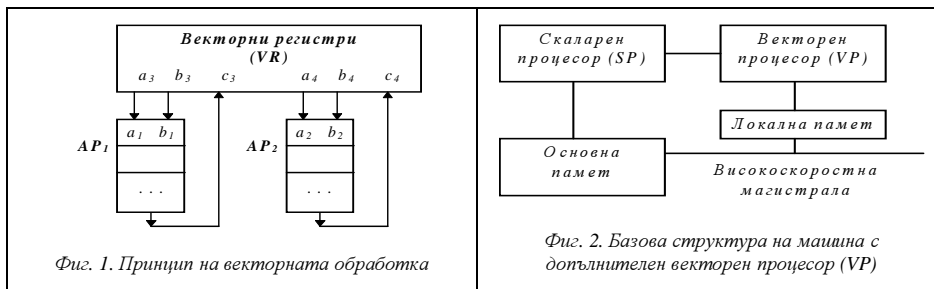 Векторни регистри
(VR)
a3 b3 c3 a4 b4 c4
a1 b1 a2 b2
AP1 AP2
. . . . . .
Фиг. 1. Принцип на векторната обработка
Скаларен
процесор (SP)
Векторен
процесор (VP)
Локална памет
Основна
памет
Високоскоростна
магистрала
Фиг. 2. Базова структура на машина с
допълнителен векторен процесор (VP)